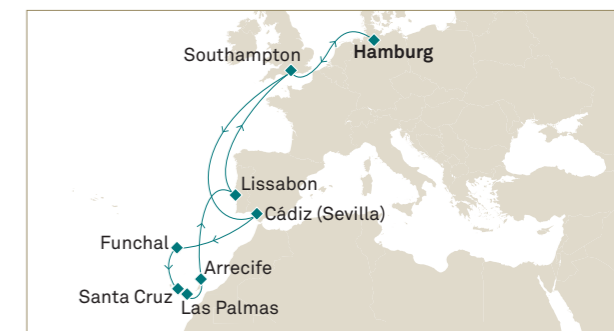 Hamburg
Southampton
Lissabon
Cádiz (Sevilla)
Funchal
Arrecife
Santa Cruz
Las Palmas